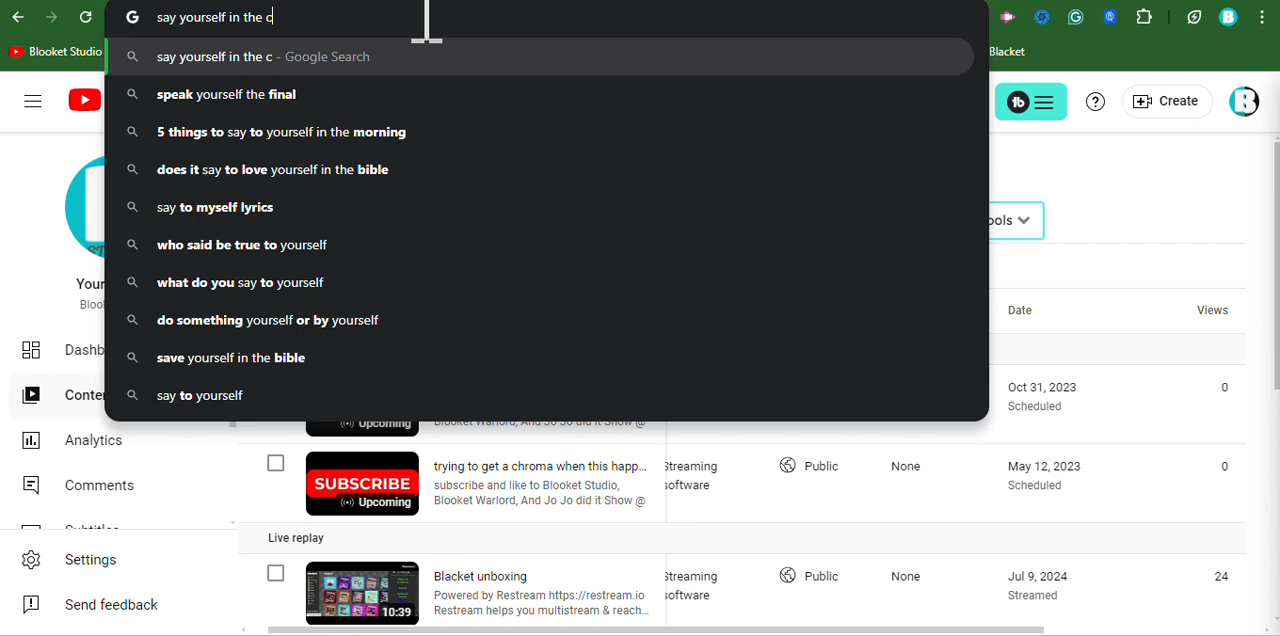 say yourself in the c
Blooket Studio
say yourself in the c - Google Search
Blacket
speak yourself the final
5 things to say to yourself in the morning
Create
does it say to love yourself in the bible
say to myself lyrics
who said be true to yourself
ools
what do you say to yourself
Your
Bloo
do something yourself or by yourself
Date
Views
Dashb
save yourself in the bible
Conte
say to yourself
Oct 31, 2023
0
Scheduled
Upcoming
Blooket Warlord, And Jo Jo did it Show @
Analytics
trying to get a chroma when this happ...
Streaming
software
Public
None
May 12, 2023
0
Scheduled
SUBSCRIBE
Upcoming
subscribe and like to Blooket Studio,
Blooket Warlord, And Jo Jo did it Show @
Comments
Subtitles
Live replay
Settings
Blacket unboxing
Streaming
software
Public
None
Jul 9, 2024
24
Streamed
Powered by Restream https://restream.io
Restream helps you multistream & reach...
10:39
Send feedback